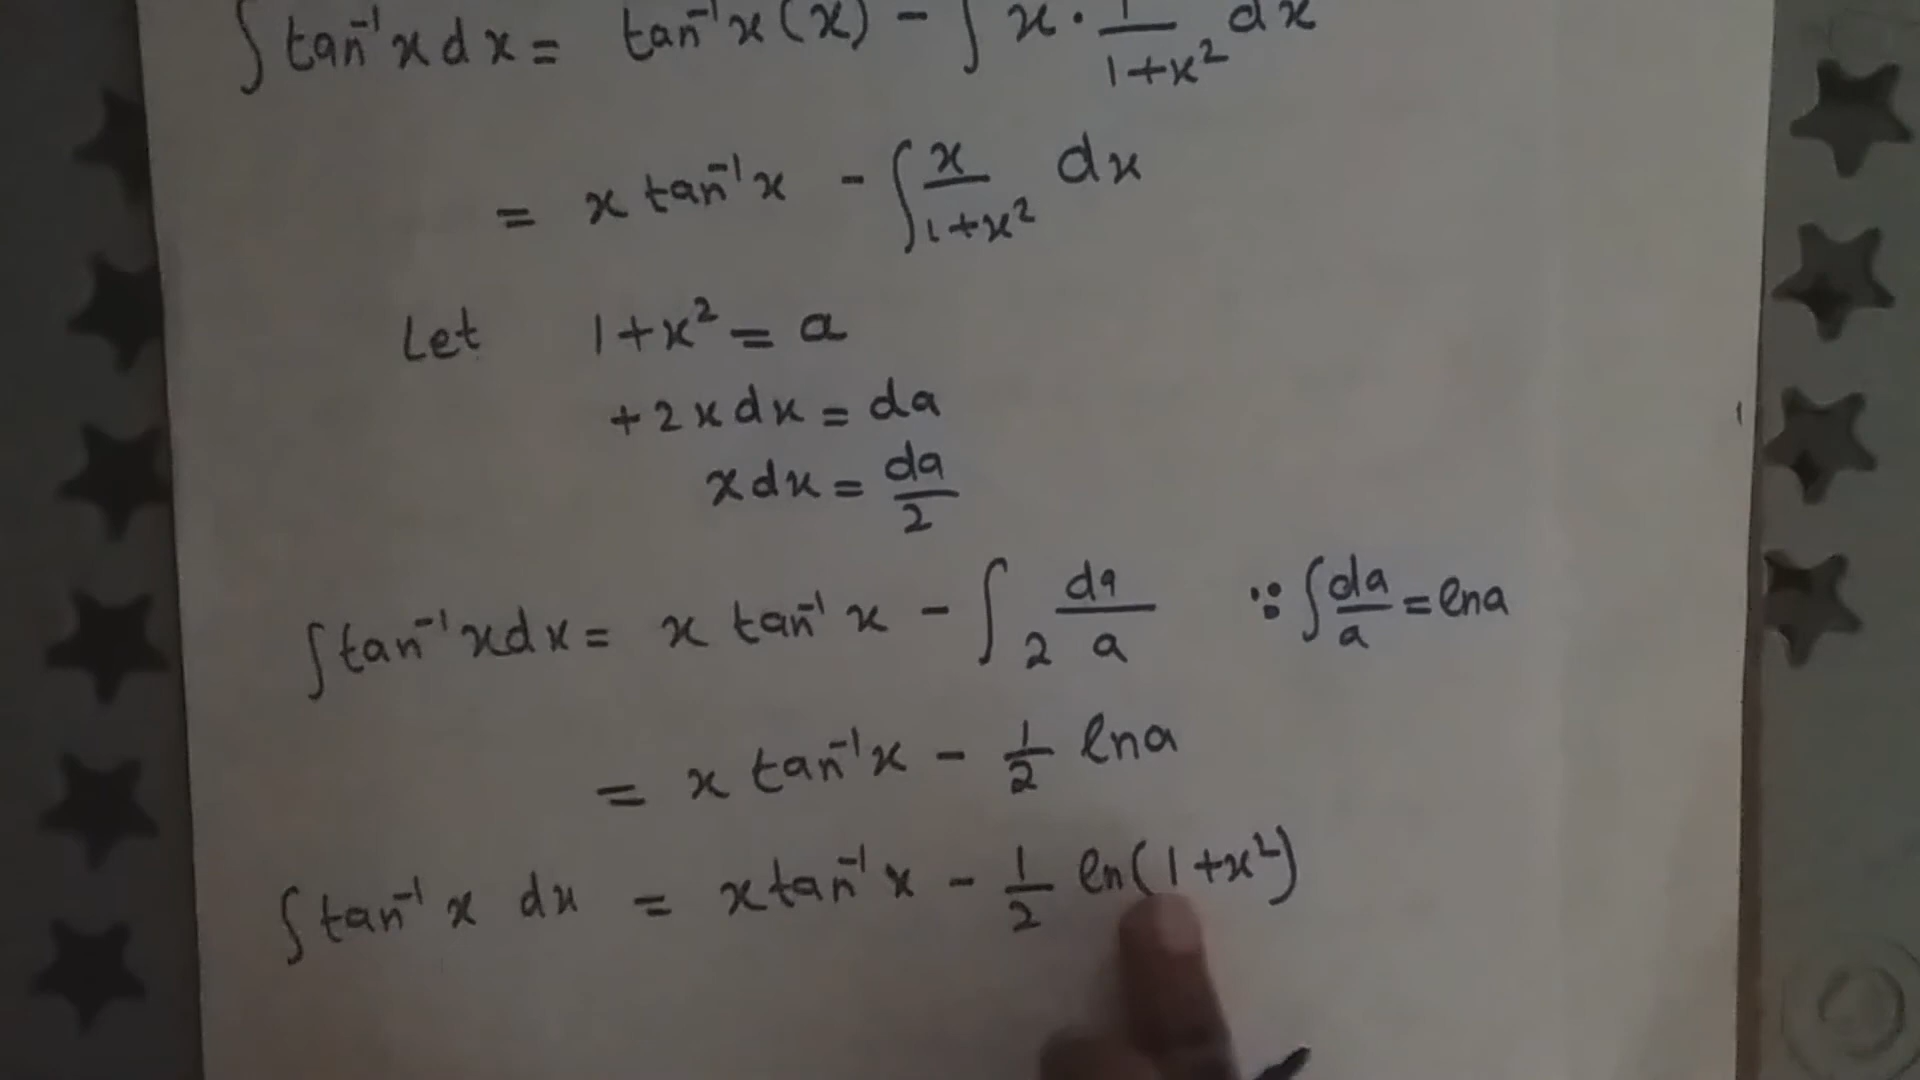 ∫ tan⁻¹x dx = tan⁻¹x (x) - ∫ x · 1/(1+x²) dx
= x tan⁻¹x - ∫ x/(1+x²) dx
Let 1+x² = a
+2x dx = da
x dx = da/2
∫ tan⁻¹x dx = x tan⁻¹x - ∫ da/(2 a) ∵ ∫ da/a = ln a
= x tan⁻¹x - 1/2 ln a
∫ tan⁻¹x dx = x tan⁻¹x - 1/2 ln(1+x²)